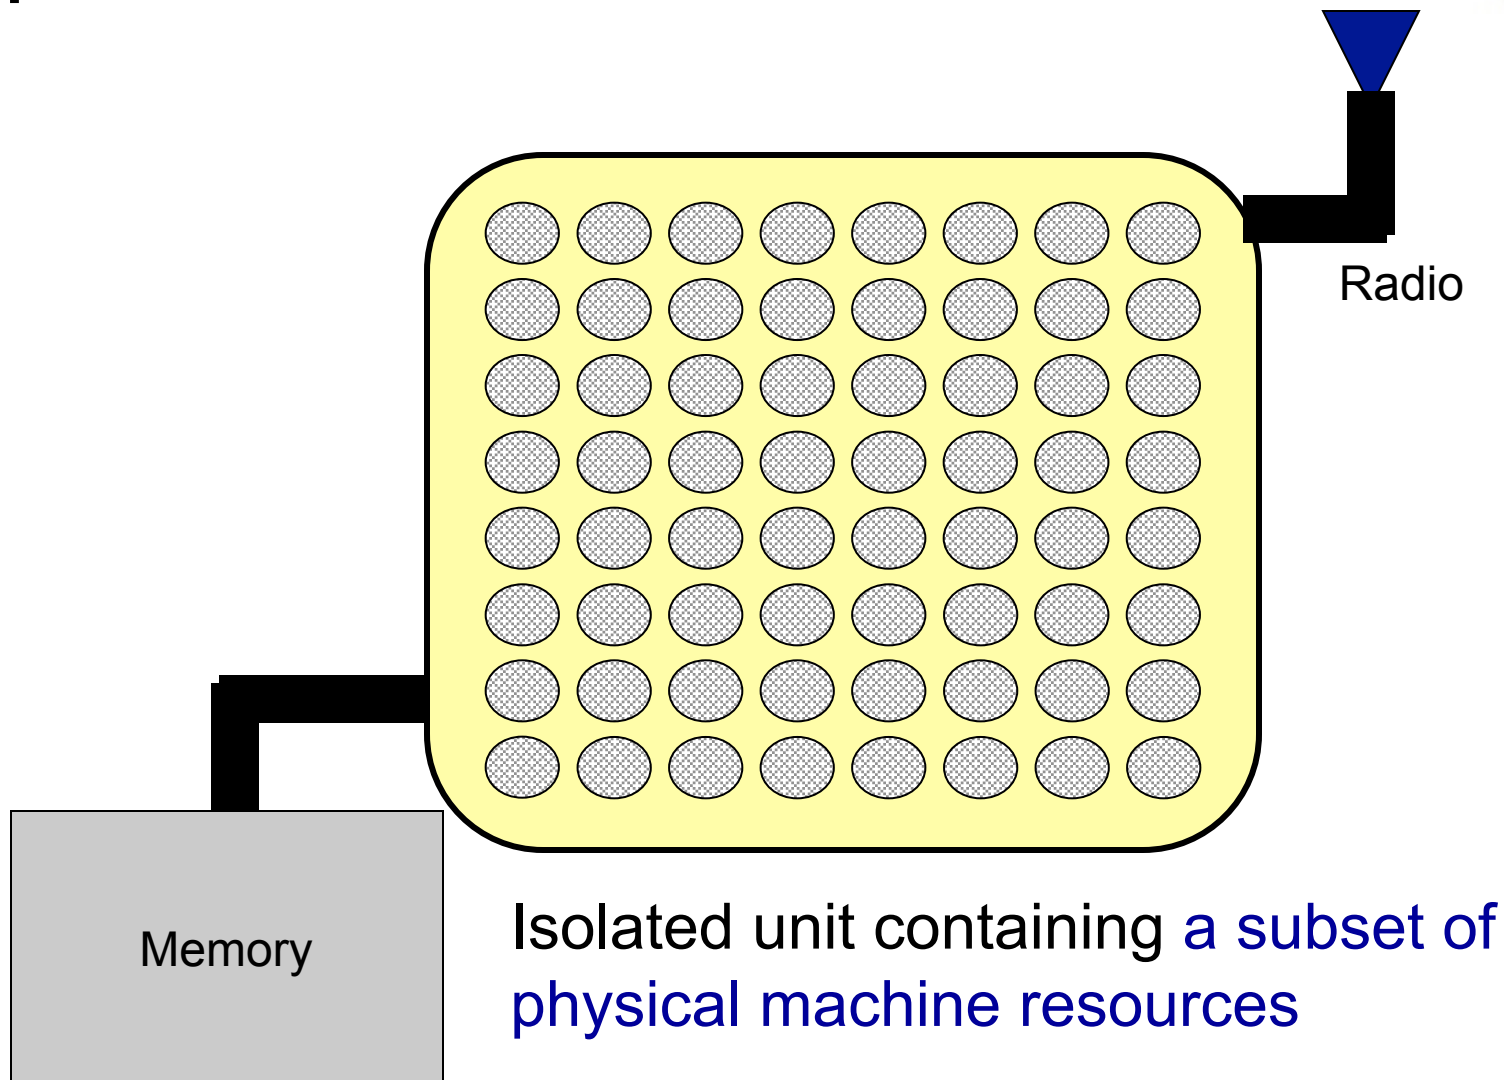 Radio
Memory
Isolated unit containing a subset of
physical machine resources